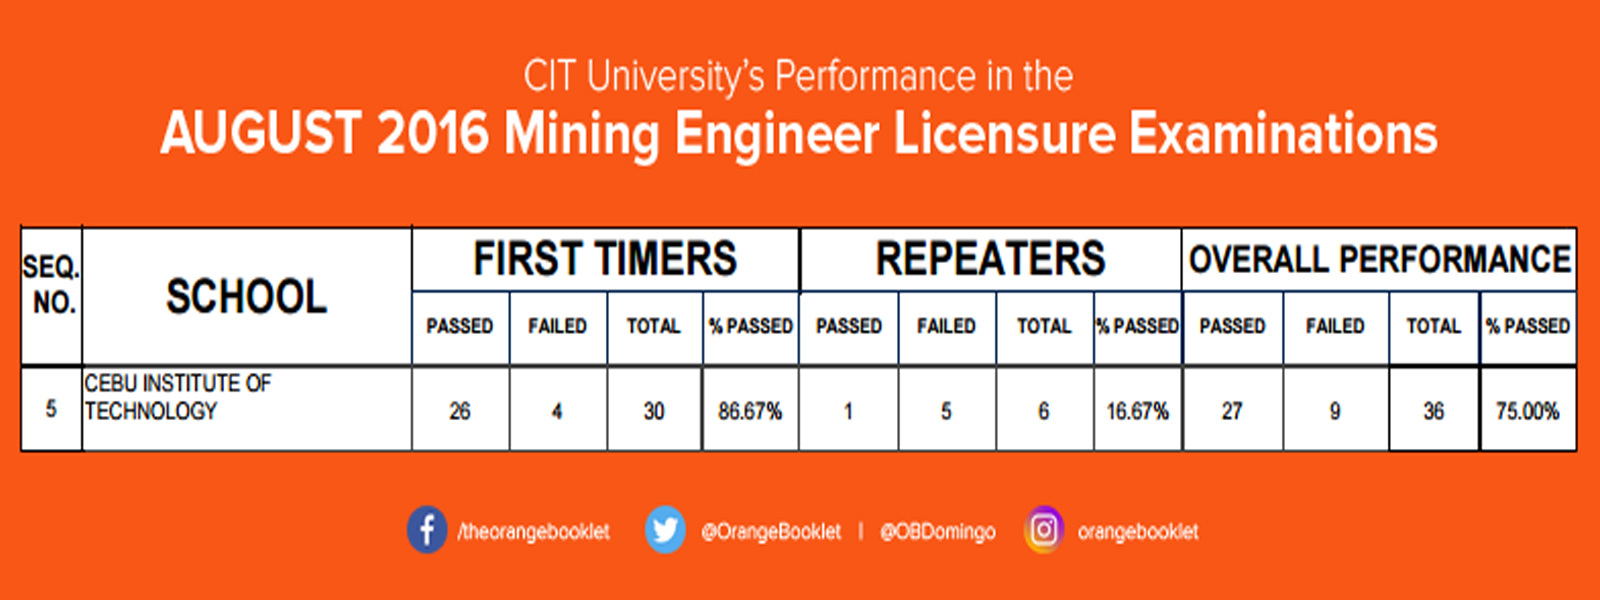 CIT University's Performance in the
AUGUST 2016 Mining Engineer Licensure Examinations
SEQ. NO. SCHOOL FIRST TIMERS REPEATERS OVERALL PERFORMANCE
PASSED FAILED TOTAL % PASSED PASSED FAILED TOTAL % PASSED PASSED FAILED TOTAL % PASSED
5 CEBU INSTITUTE OF TECHNOLOGY 26 4 30 86.67% 1 5 6 16.67% 27 9 36 75.00%
/theorangebooklet @OrangeBooklet | @OBDomingo orangebooklet